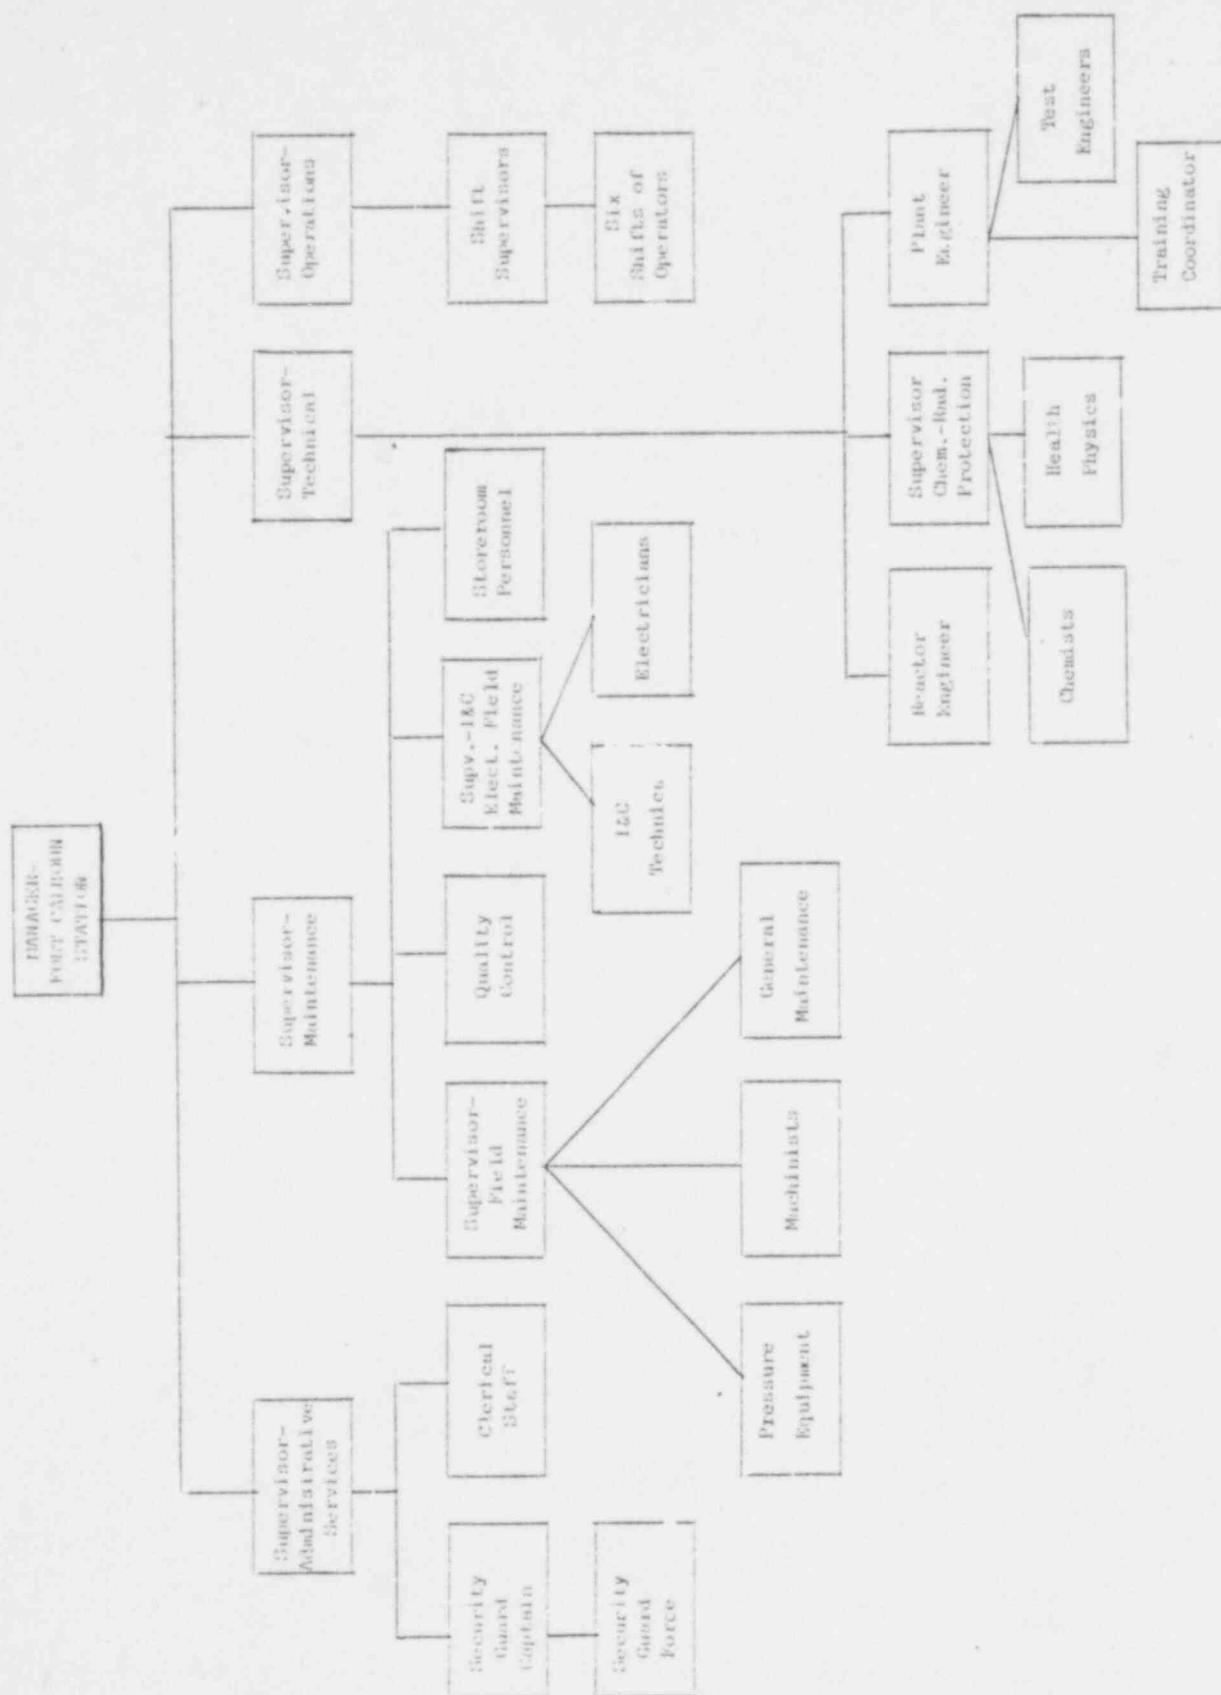 MANAGER-
FORT CALHOUN
STATION
Supervisor-
Administrative
Services
Supervisor-
Maintenance
Supervisor-
Technical
Supervisor-
Operations
Security
Guard
Captain
Clerical
Staff
Supervisor-
Field
Maintenance
Quality
Control
Supv.-I&C
Elect. Field
Maintenance
Storeroom
Personnel
Shift
Supervisors
Security
Guard
Force
I&C
Technics
Electricians
Six
Shifts of
Operators
Pressure
Equipment
Machinists
General
Maintenance
Reactor
Engineer
Supervisor
Chem.-Rad.
Protection
Plant
Engineer
Chemists
Health
Physics
Test
Engineers
Training
Coordinator